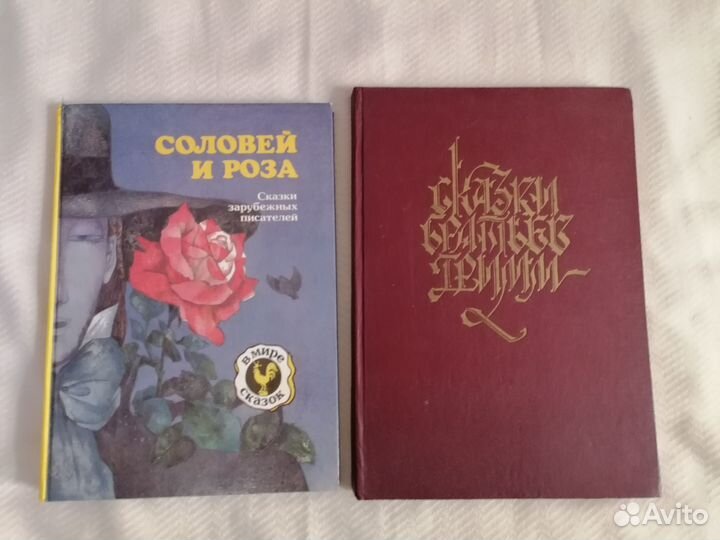 СОЛОВЕЙ
И РОЗА
Сказки
зарубежных
писателей
в мире
сказок
Сказки
братьев
Гримм
Avito